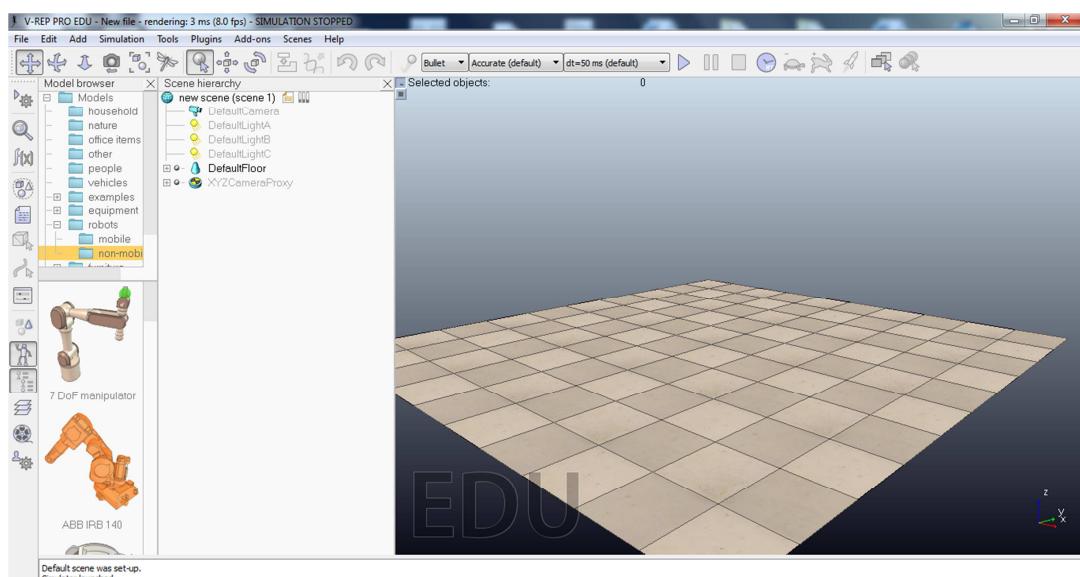 V-REP PRO EDU - New file - rendering: 3 ms (8.0 fps) - SIMULATION STOPPED
File Edit Add Simulation Tools Plugins Add-ons Scenes Help
Bullet Accurate (default) dt=50 ms (default)
Model browser
Models
household
nature
office items
other
people
vehicles
examples
equipment
robots
mobile
non-mobi
furniture
7 DoF manipulator
ABB IRB 140
Scene hierarchy
new scene (scene 1)
DefaultCamera
DefaultLightA
DefaultLightB
DefaultLightC
DefaultFloor
XYZCameraProxy
Selected objects: 0
f(x)
EDU
z
y
x
Default scene was set-up.
Simulator launched.